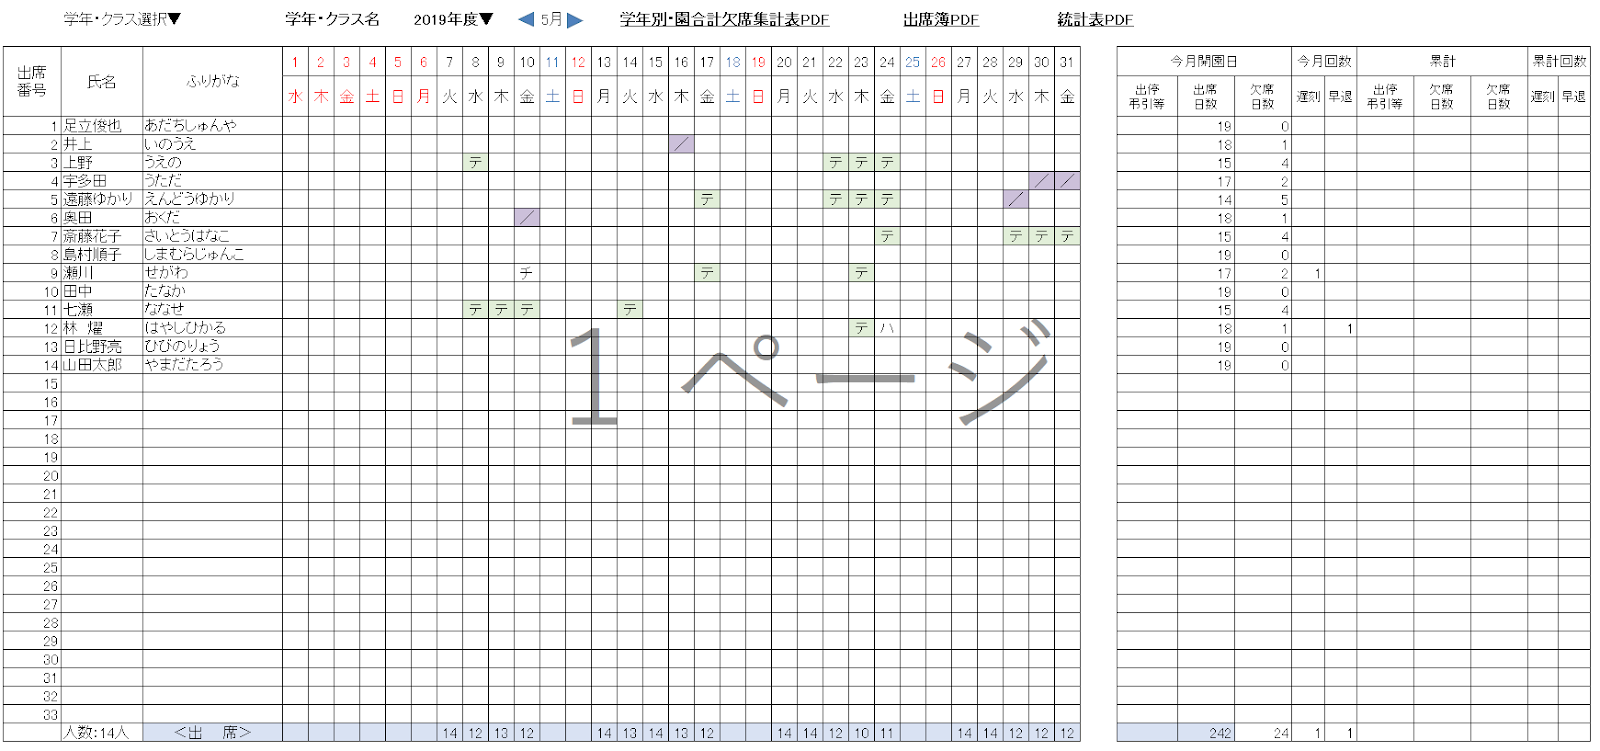 学年・クラス選択▼ 学年・クラス名 2019年度▼ ◀ 5月 ▶ 学年別・園合計欠席集計表PDF 出席簿PDF 統計表PDF
出席番号 氏名 ふりがな 1 2 3 4 5 6 7 8 9 10 11 12 13 14 15 16 17 18 19 20 21 22 23 24 25 26 27 28 29 30 31 今月開園日 今月回数 累計 累計回数
水 木 金 土 日 月 火 水 木 金 土 日 月 火 水 木 金 土 日 月 火 水 木 金 土 日 月 火 水 木 金 出停弔引等 出席日数 欠席日数 遅刻 早退 出停弔引等 欠席日数 欠席日数 遅刻 早退
1 足立俊也 あだちしゅんや 19 0
2 井上 いのうえ ／ 18 1
3 上野 うえの テ テ テ テ 15 4
4 宇多田 うただ ／ ／ 17 2
5 遠藤ゆかり えんどうゆかり テ テ テ テ ／ 14 5
6 奥田 おくだ ／ 18 1
7 斎藤花子 さいとうはなこ テ テ テ テ 15 4
8 島村順子 しまむらじゅんこ 19 0
9 瀬川 せがわ チ テ テ 17 2 1
10 田中 たなか 19 0
11 七瀬 ななせ テ テ テ テ 15 4
12 林 燿 はやしひかる テ ハ 18 1 1
13 日比野亮 ひびのりょう 19 0
14 山田太郎 やまだたろう 19 0
1 ページ
15
16
17
18
19
20
21
22
23
24
25
26
27
28
29
30
31
32
33
人数:14人 ＜出 席＞ 14 12 13 12 14 13 14 13 12 14 14 12 10 11 14 14 12 12 12 242 24 1 1